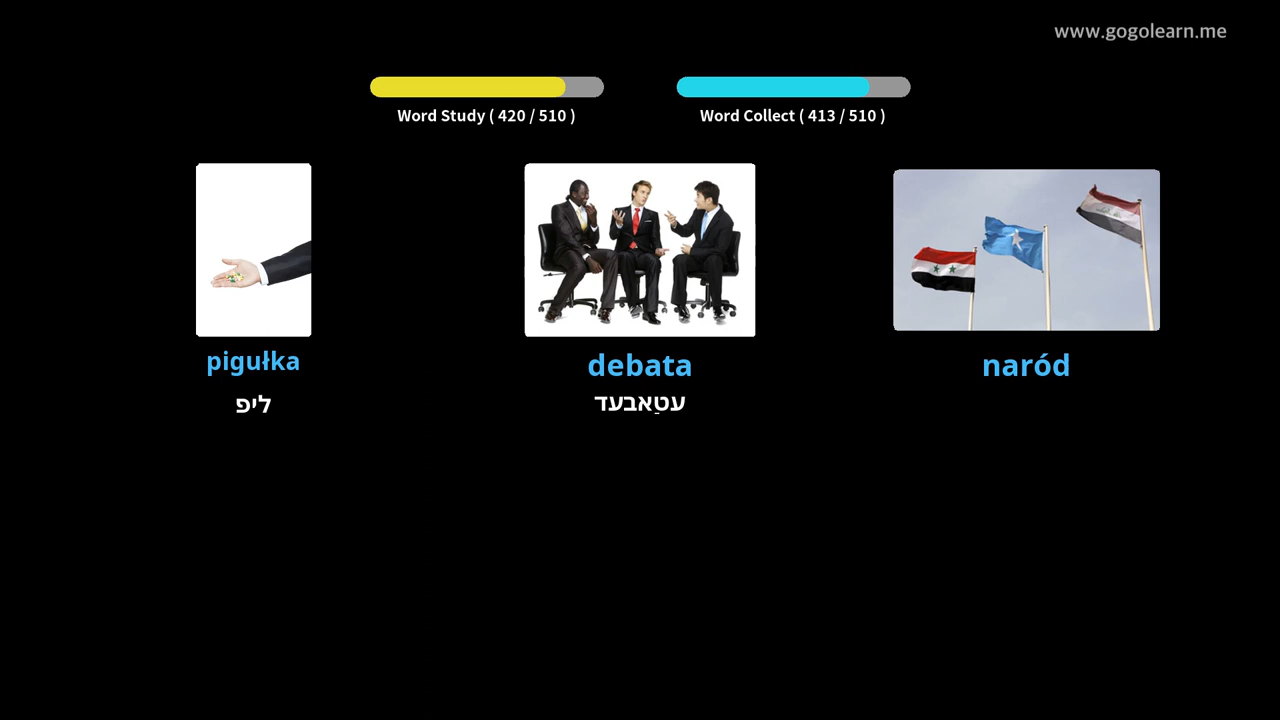 www.gogolearn.me
Word Study ( 420 / 510 )
Word Collect ( 413 / 510 )
pigułka
ליפ
debata
עטַאבעד
naród